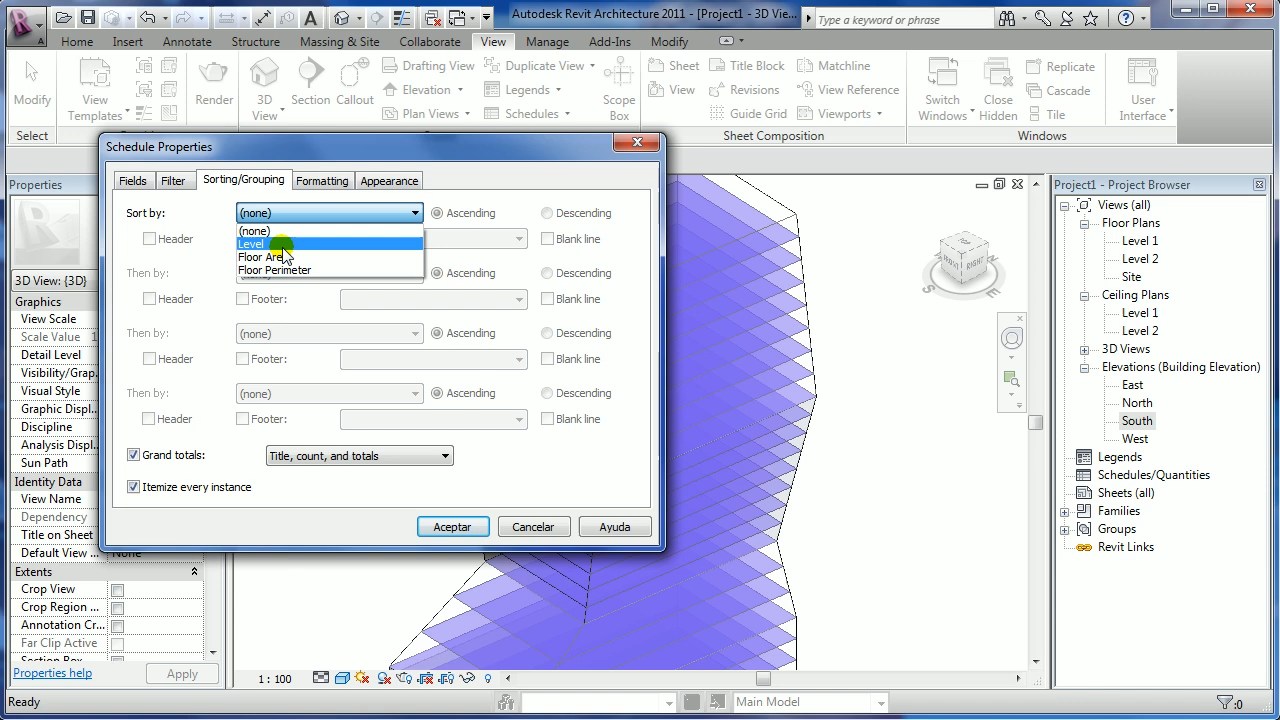 Autodesk Revit Architecture 2011 - [Project1 - 3D Vie...
Type a keyword or phrase
Home Insert Annotate Structure Massing & Site Collaborate View Manage Add-Ins Modify
Modify
View
Templates
Render
3D
View
Section
Callout
Drafting View
Elevation
Plan Views
Duplicate View
Legends
Schedules
Scope
Box
Sheet
View
Title Block
Revisions
Guide Grid
Matchline
View Reference
Viewports
Switch
Windows
Close
Hidden
Replicate
Cascade
Tile
User
Interface
Select
Sheet Composition
Windows
Schedule Properties
Fields Filter Sorting/Grouping Formatting Appearance
Sort by: (none) Ascending Descending
Header Blank line
(none)
Level
Floor Are
Floor Perimeter
Then by: Ascending Descending
Header Footer: Blank line
Then by: (none) Ascending Descending
Header Footer: Blank line
Then by: (none) Ascending Descending
Header Footer: Blank line
Grand totals: Title, count, and totals
Itemize every instance
Aceptar Cancelar Ayuda
Properties
3D View: {3D}
Graphics
View Scale
Scale Value 1
Detail Level
Visibility/Grap...
Visual Style
Graphic Displ...
Discipline
Analysis Displ...
Sun Path
Identity Data
View Name
Dependency
Title on Sheet
Default View ... None
Extents
Crop View
Crop Region ...
Annotation Cr...
Far Clip Active
Section Box
Properties help Apply
RIGHT
S
E
Project1 - Project Browser
Views (all)
Floor Plans
Level 1
Level 2
Site
Ceiling Plans
Level 1
Level 2
3D Views
Elevations (Building Elevation)
East
North
South
West
Legends
Schedules/Quantities
Sheets (all)
Families
Groups
Revit Links
1 : 100
Ready
Main Model
:0